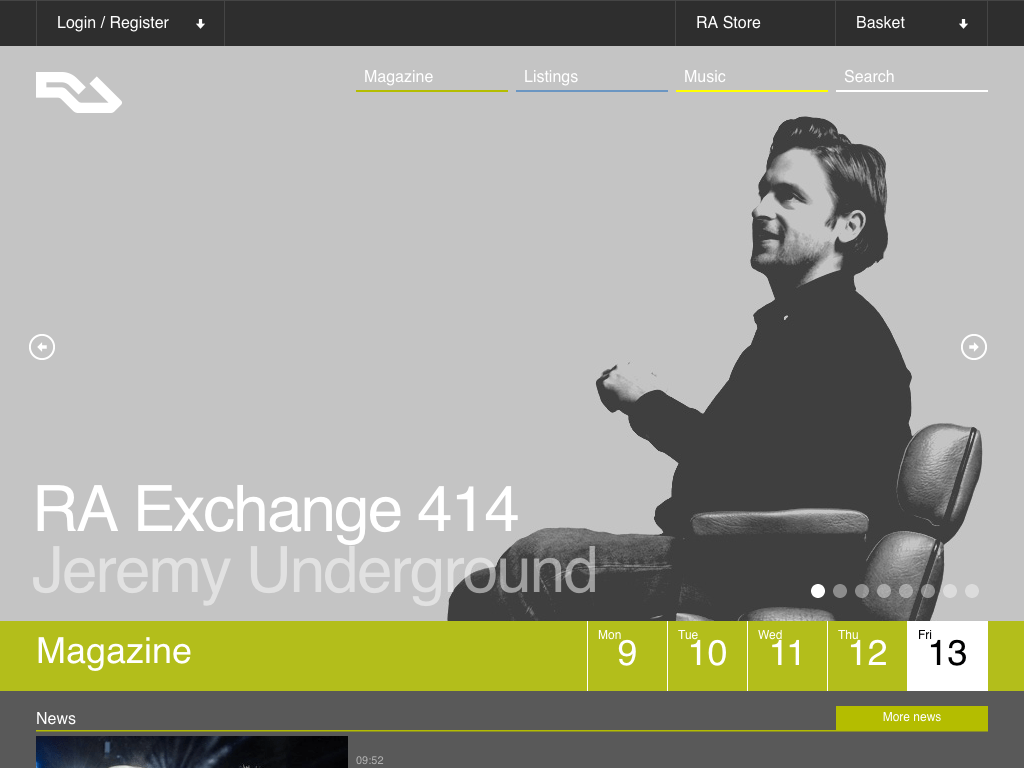 Login / Register
RA Store
Basket
Magazine
Listings
Music
Search
RA Exchange 414
Jeremy Underground
Magazine
Mon
9
Tue
10
Wed
11
Thu
12
Fri
13
News
More news
09:52